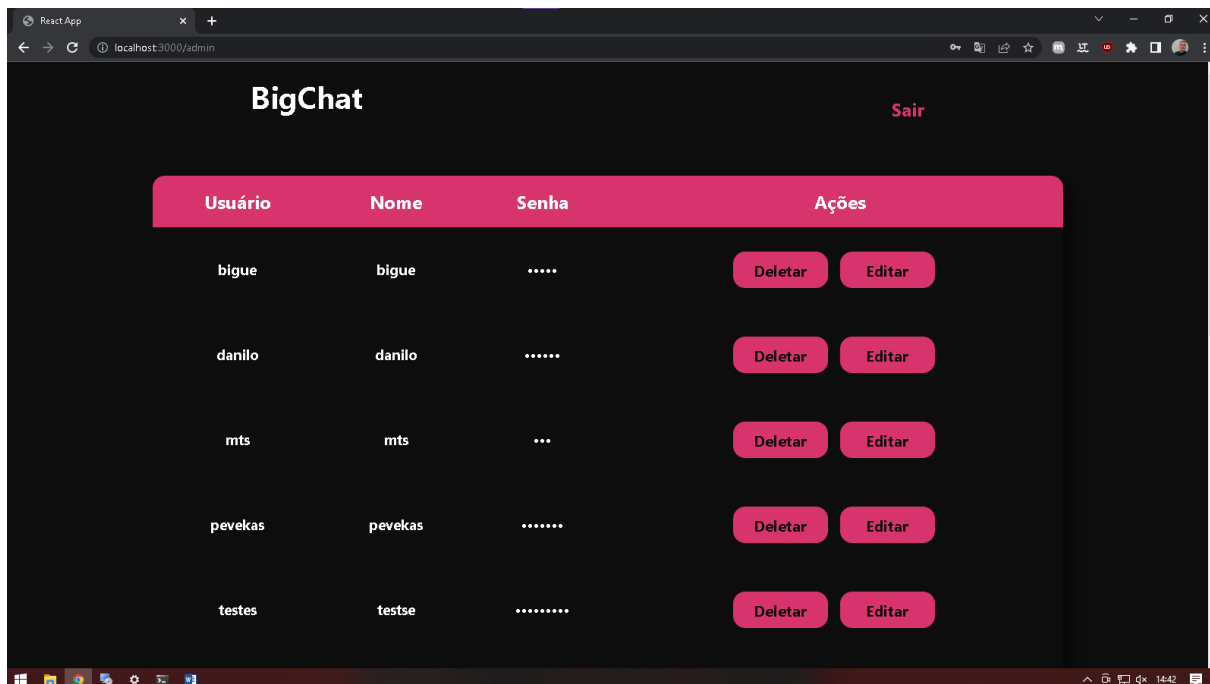 React App
localhost:3000/admin
BigChat
Sair
Usuário Nome Senha Ações
bigue bigue ••••• Deletar Editar
danilo danilo •••••• Deletar Editar
mts mts ••• Deletar Editar
pevekas pevekas ••••••• Deletar Editar
testes testse ••••••••• Deletar Editar
14:42